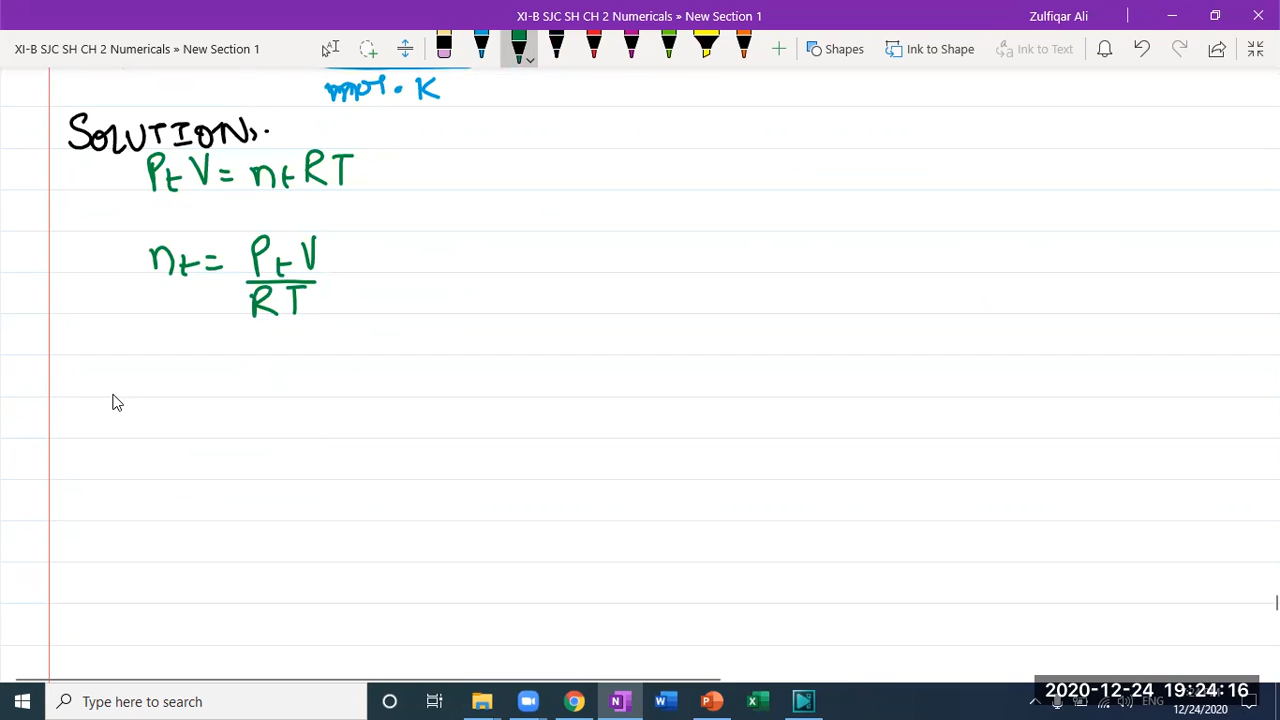 XI-B SJC SH CH 2 Numericals » New Section 1
Zulfiqar Ali
XI-B SJC SH CH 2 Numericals » New Section 1
Shapes
Ink to Shape
Ink to Text
mol. K
SOLUTION:
PtV = ntRT
nt = PtV
RT
Type here to search
ENG
2020-12-24 19:24:16
12/24/2020